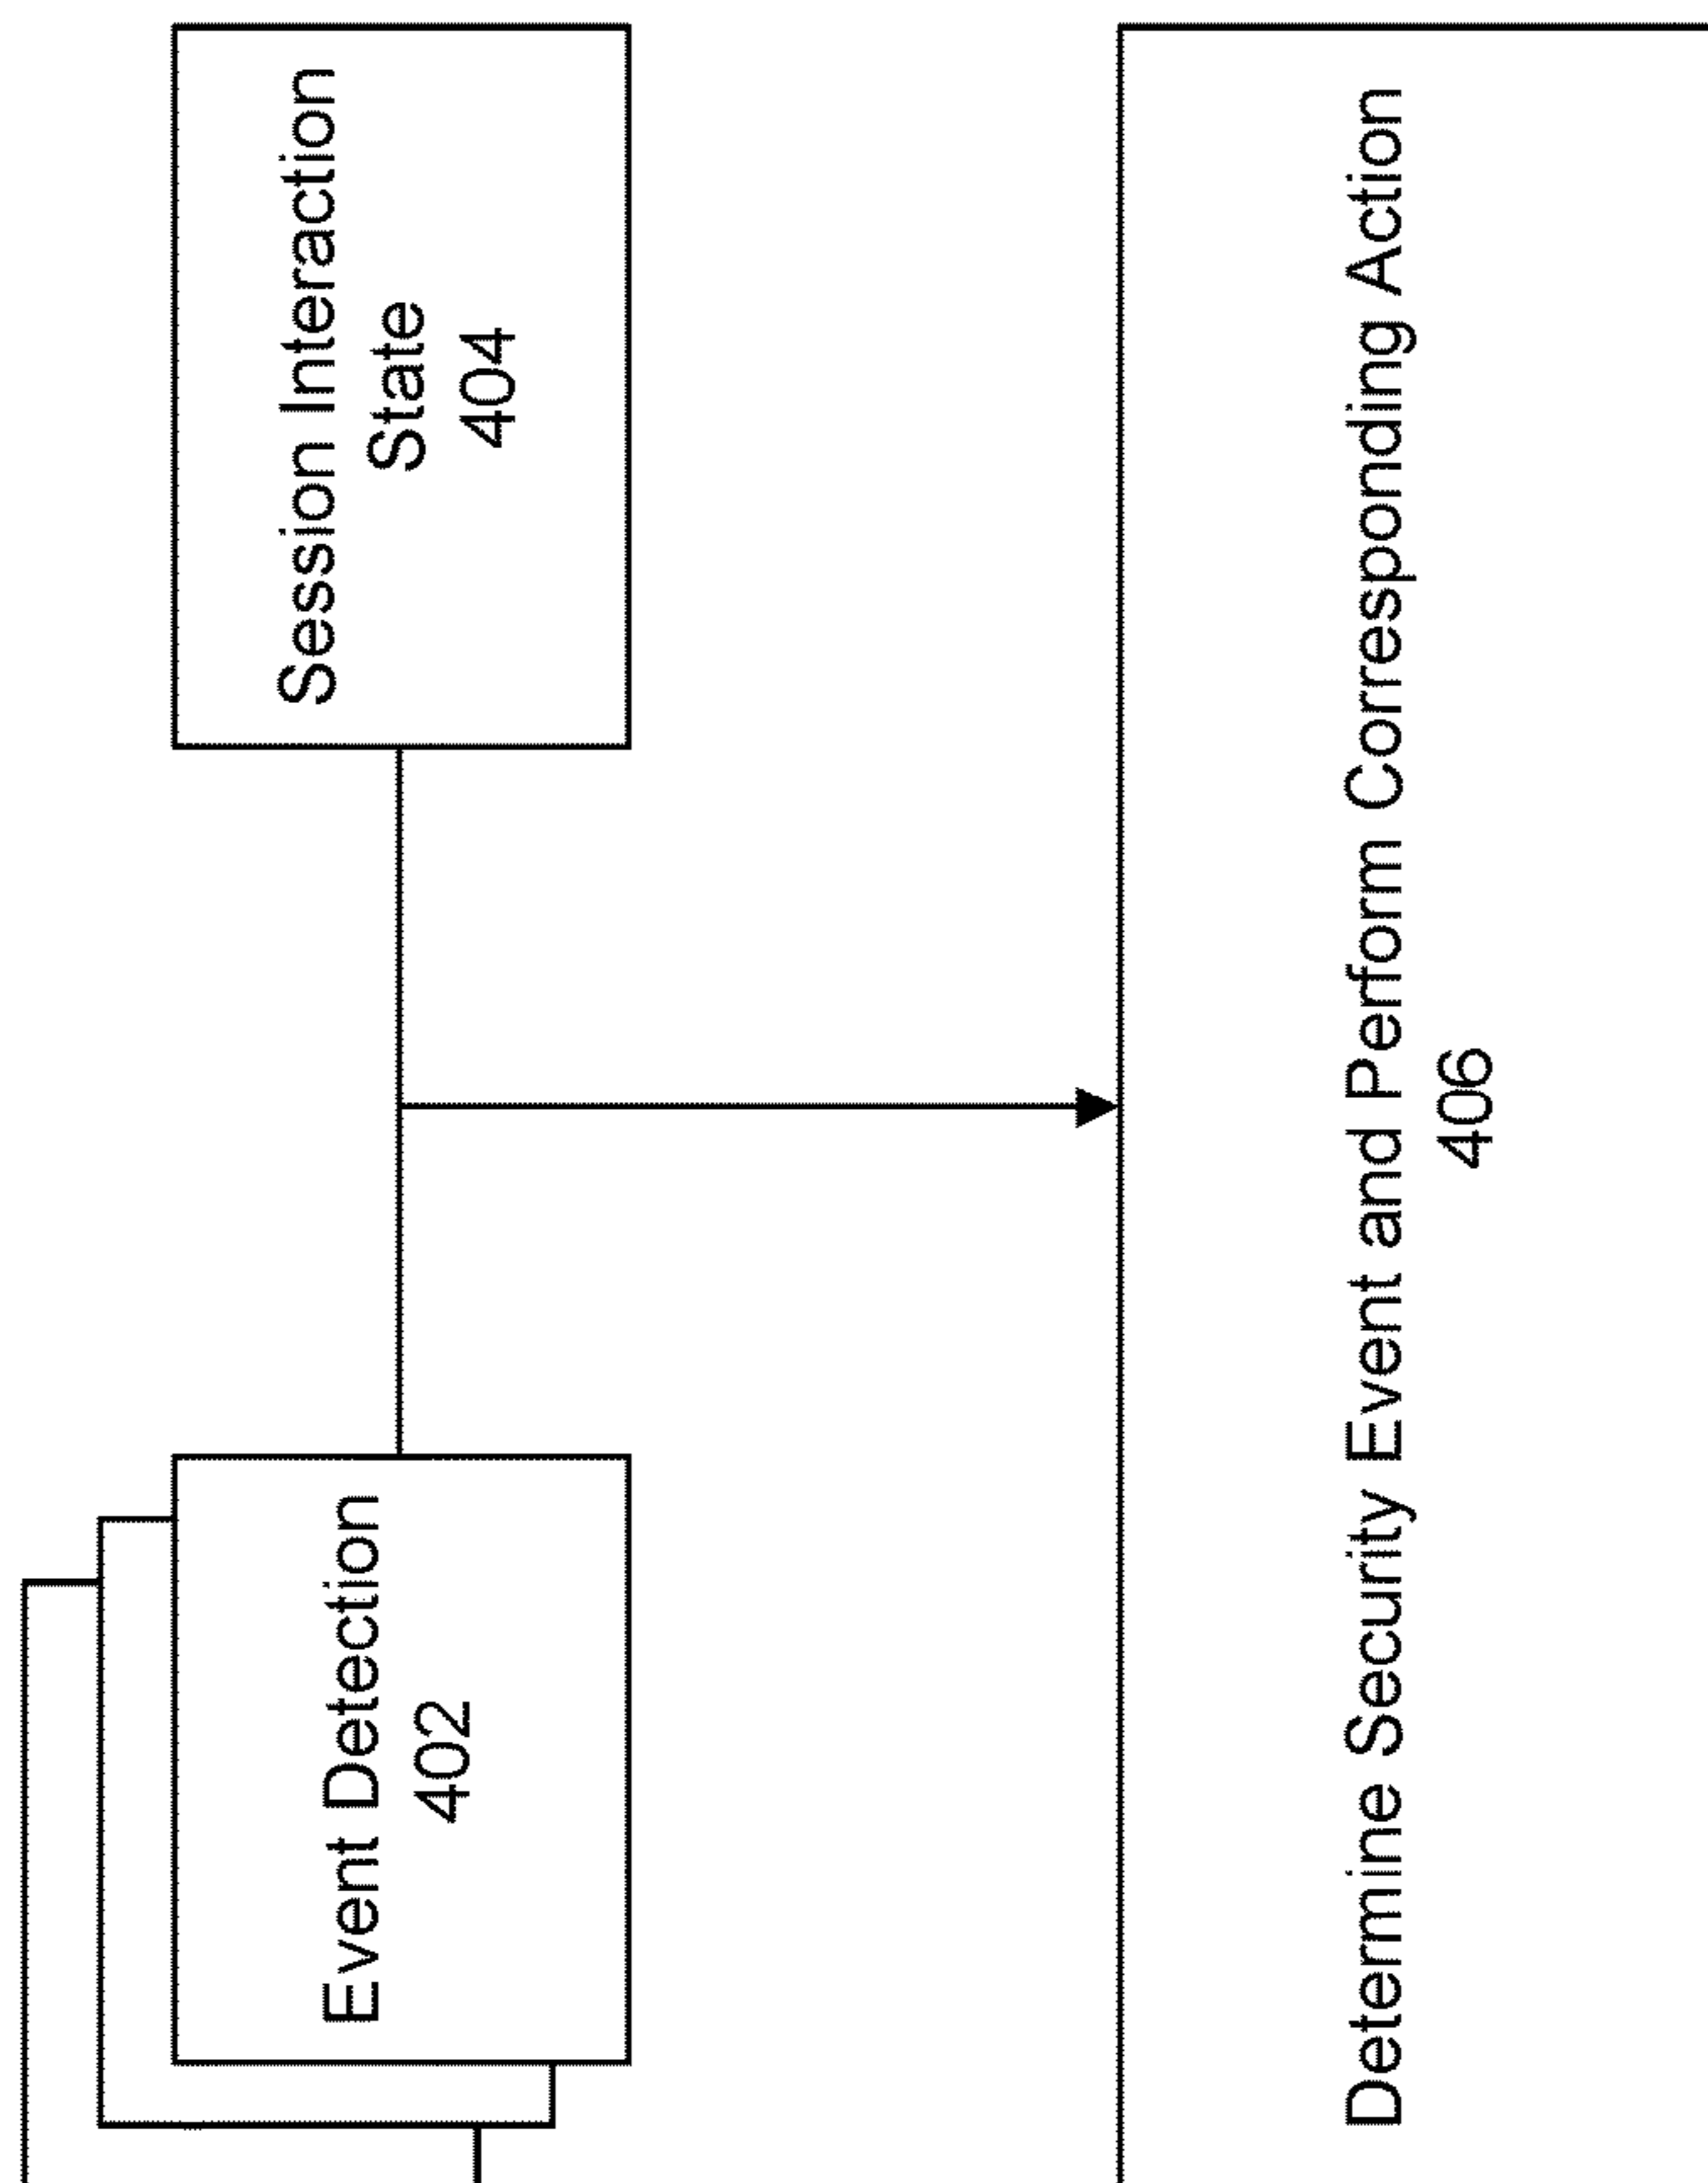 Event Detection
402
Session Interaction
State
404
Determine Security Event and Perform Corresponding Action
406